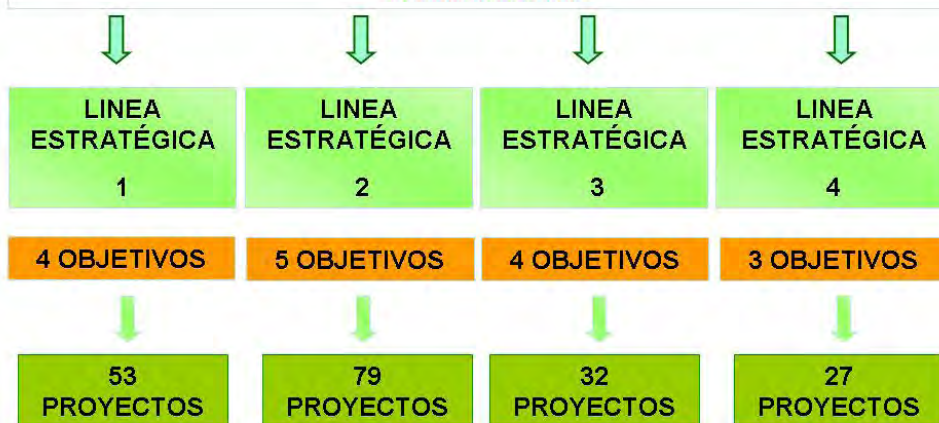 LINEA
ESTRATÉGICA
1
LINEA
ESTRATÉGICA
2
LINEA
ESTRATÉGICA
3
LINEA
ESTRATÉGICA
4
4 OBJETIVOS
5 OBJETIVOS
4 OBJETIVOS
3 OBJETIVOS
53
PROYECTOS
79
PROYECTOS
32
PROYECTOS
27
PROYECTOS